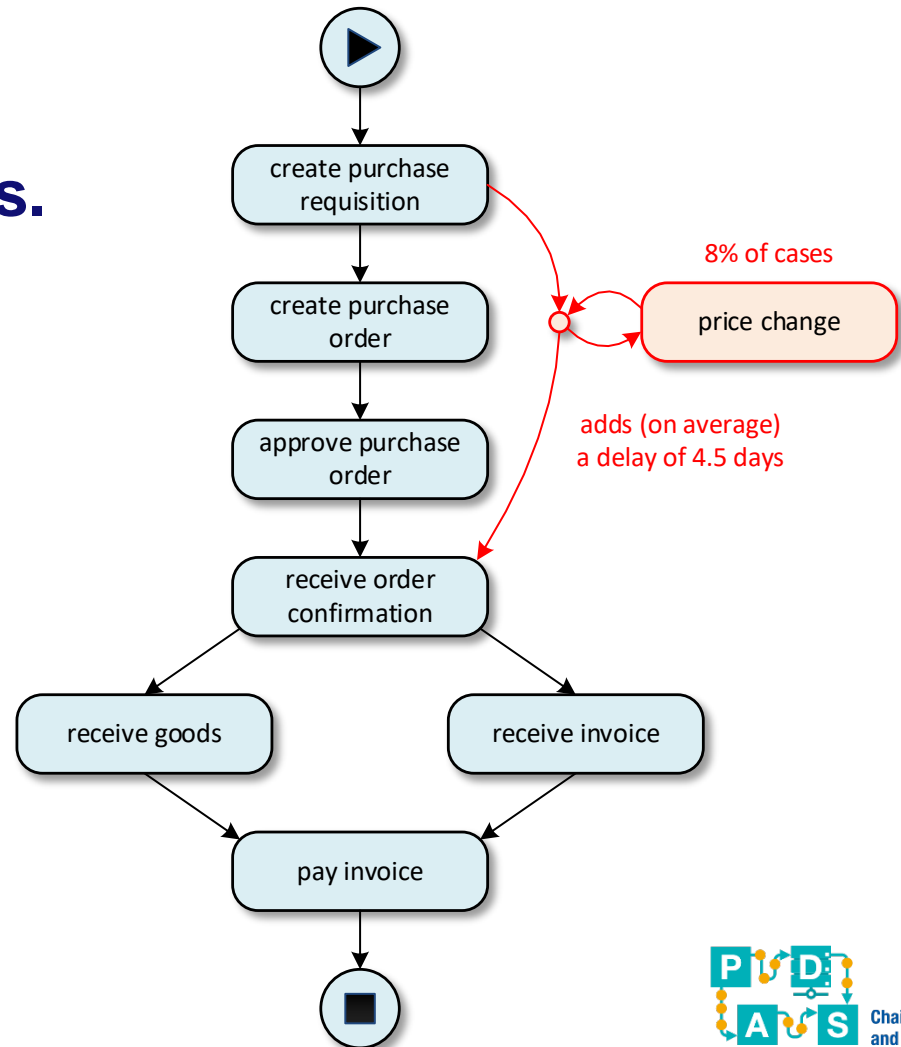 create purchase
requisition
s.
8% of cases
create purchase
order
price change
approve purchase
order
adds (on average)
a delay of 4.5 days
receive order
confirmation
receive goods
receive invoice
pay invoice
P D
A S
Chai
and